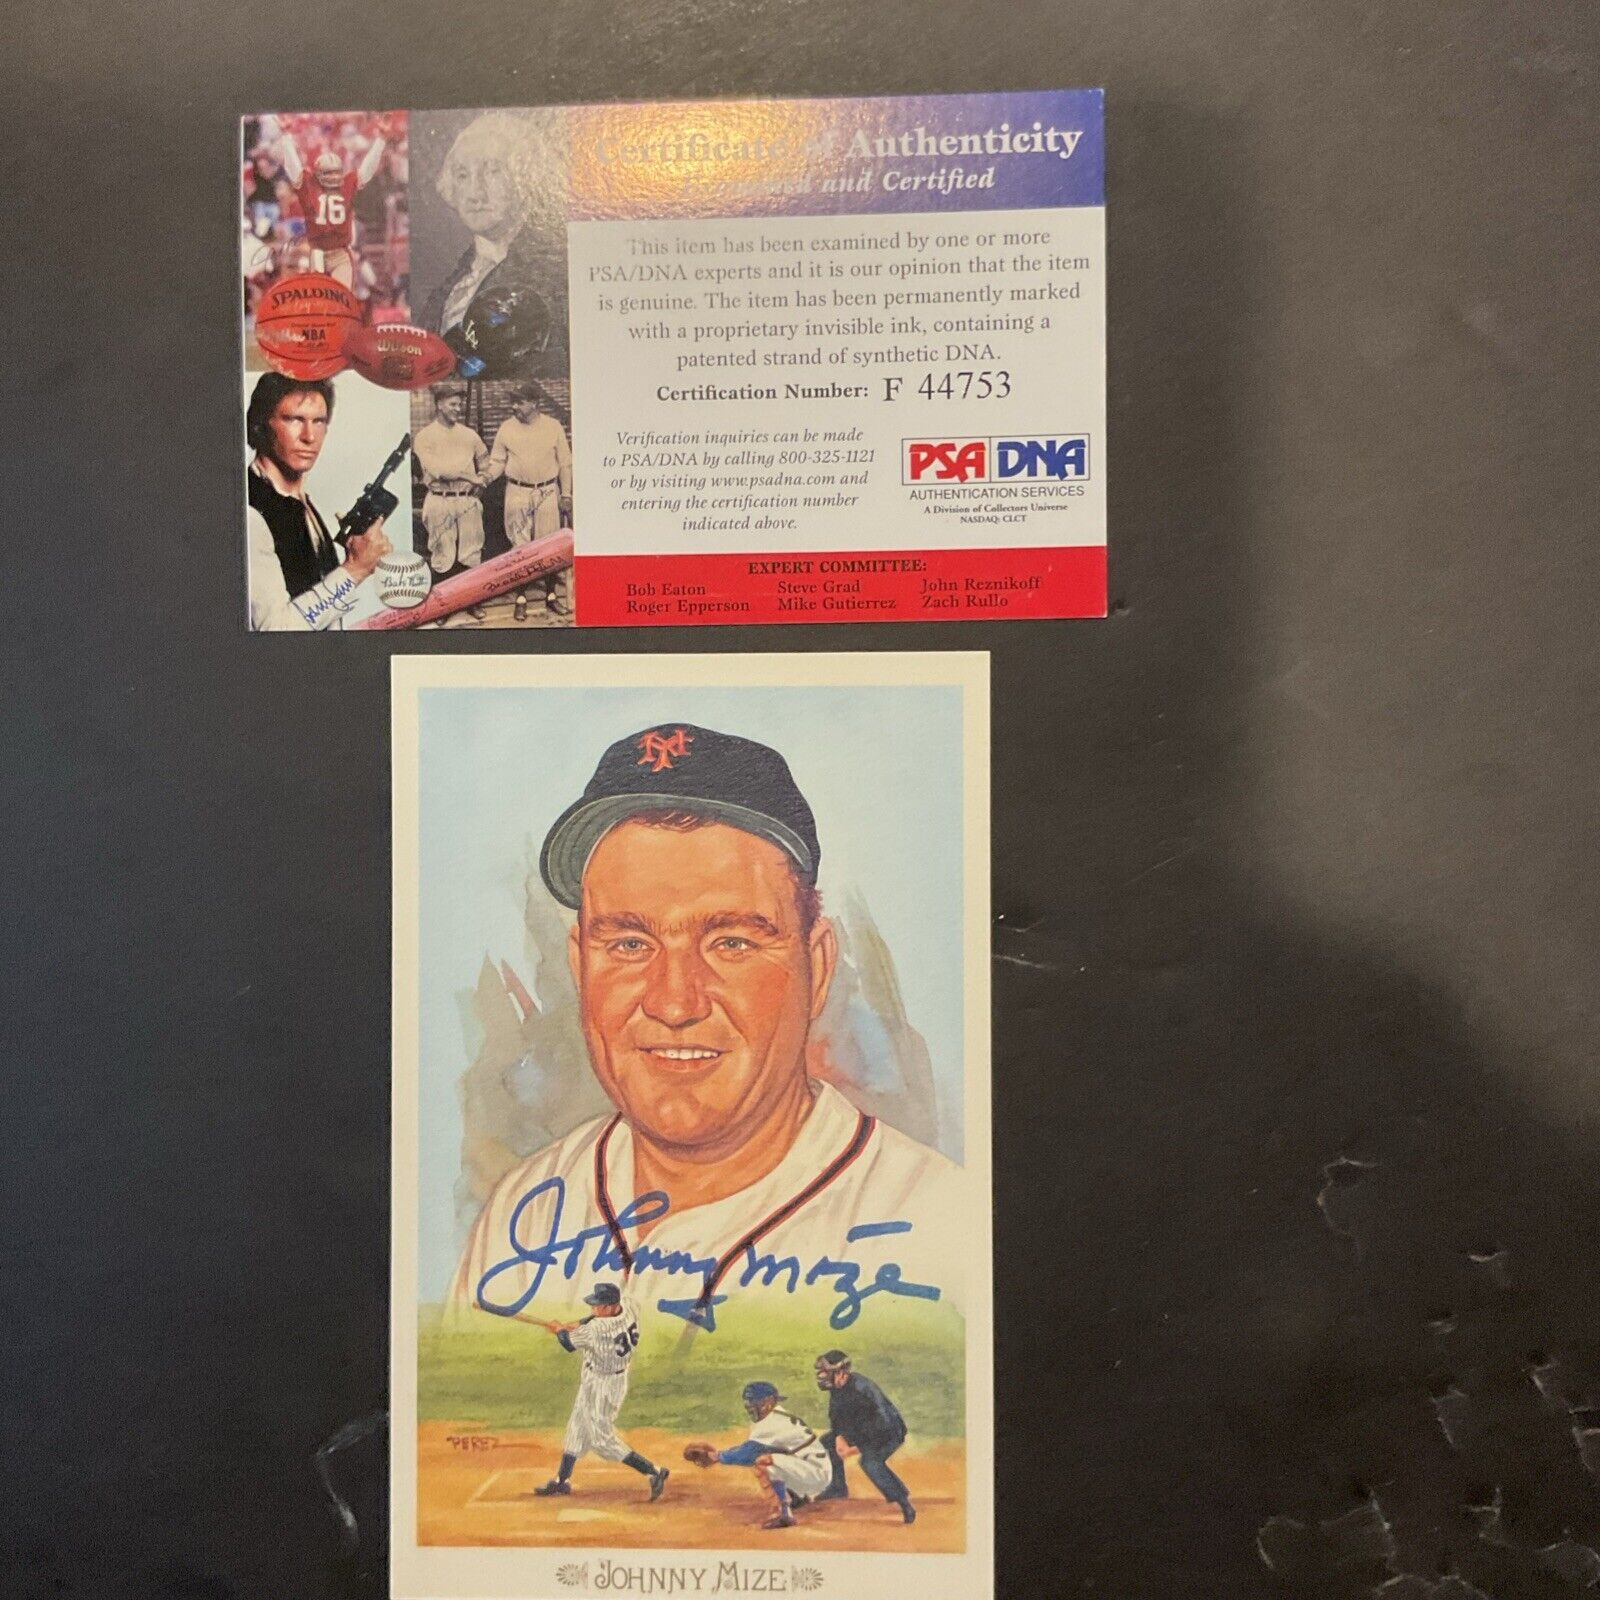 Certificate of Authenticity
Examined and Certified
This item has been examined by one or more
PSA/DNA experts and it is our opinion that the item
is genuine. The item has been permanently marked
with a proprietary invisible ink, containing a
patented strand of synthetic DNA.
Certification Number: F 44753
Verification inquiries can be made
to PSA/DNA by calling 800-325-1121
or by visiting www.psadna.com and
entering the certification number
indicated above.
PSA DNA
AUTHENTICATION SERVICES
A Division of Collectors Universe
NASDAQ: CLCT
EXPERT COMMITTEE:
Bob Eaton Steve Grad John Reznikoff
Roger Epperson Mike Gutierrez Zach Rullo
16
SPALDING
NBA
Wilson
Babe Ruth
NY
Johnny Mize
36
PEREZ
JOHNNY MIZE